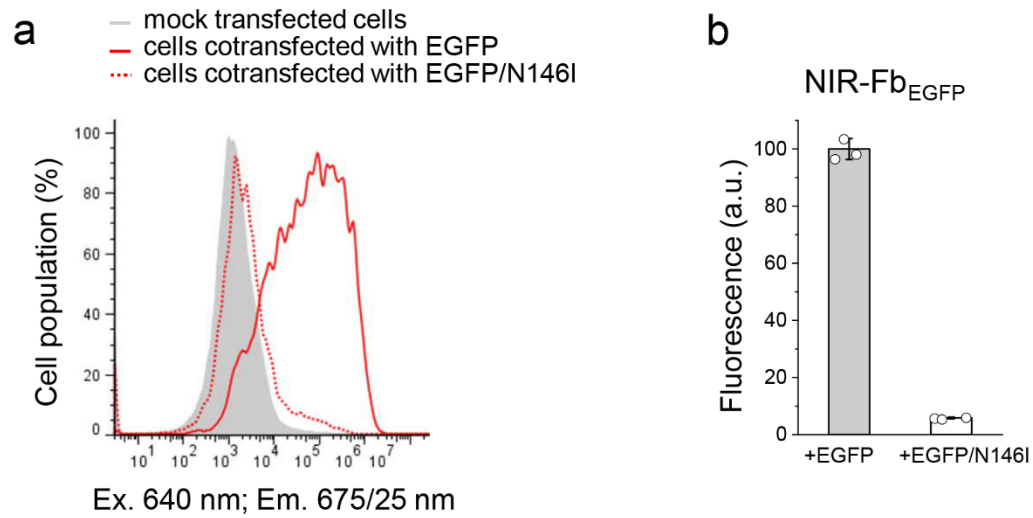 a
mock transfected cells
cells cotransfected with EGFP
cells cotransfected with EGFP/N146I
Cell population (%)
100
80
60
40
20
0
10¹ 10² 10³ 10⁴ 10⁵ 10⁶ 10⁷
Ex. 640 nm; Em. 675/25 nm
b
NIR-FbEGFP
Fluorescence (a.u.)
100
80
60
40
20
0
+EGFP +EGFP/N146I